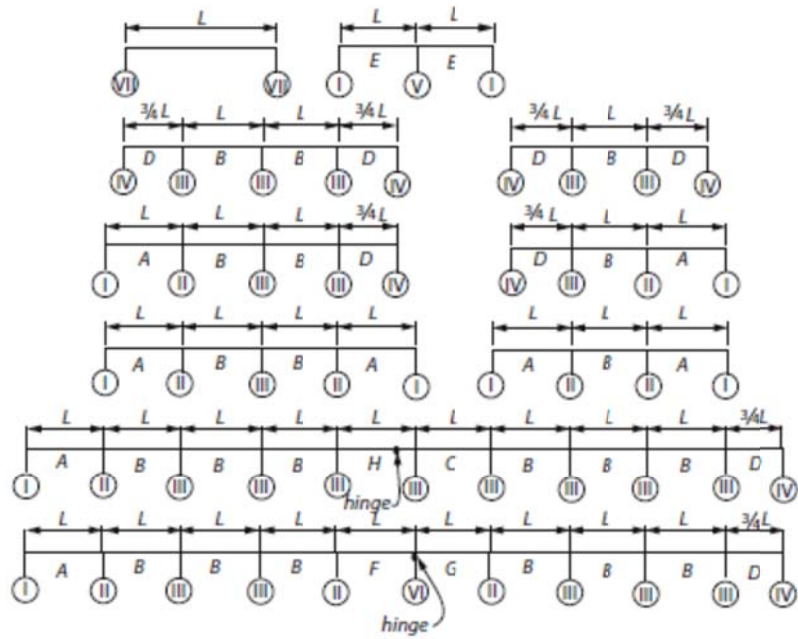 L L L
E E
VII VII I V I
¾L L L ¾L ¾L L ¾L
D B B D D B D
IV III III III IV IV III III IV
L L L ¾L ¾L L L
A B B D D B A
I II III III IV IV III II I
L L L L L L L
A B B A A B A
I II III II I I II II I
L L L L L L L L L ¾L
A B B B H C B B B D
I II III III III III III III III III IV
hinge
L L L L L L L L L ¾L
A B B B F G B B B D
I II III III II VI II III III III IV
hinge